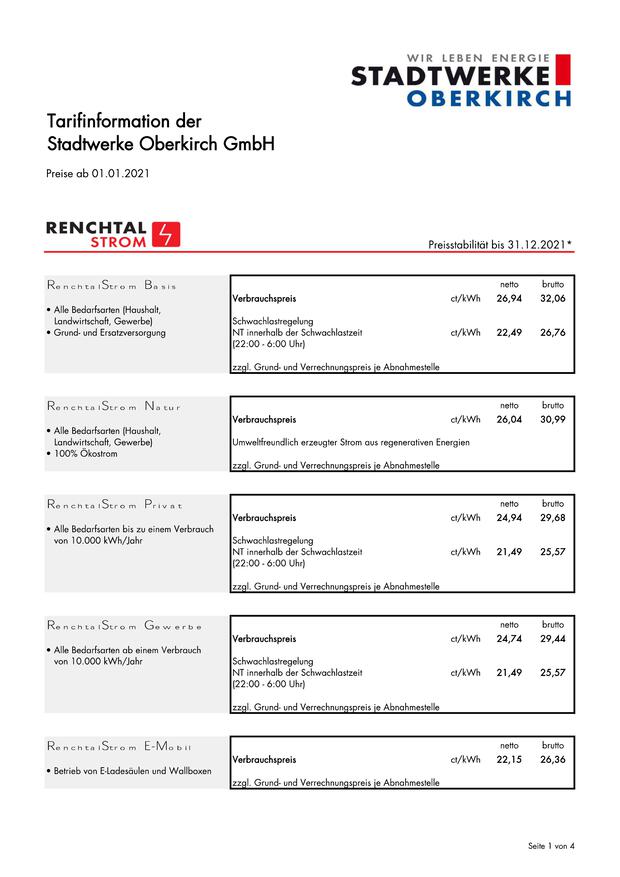 WIR LEBEN ENERGIE
STADTWERKE
OBERKIRCH
Tarifinformation der
Stadtwerke Oberkirch GmbH
Preise ab 01.01.2021
RENCHTAL
STROM
Preisstabilität bis 31.12.2021*
RenchtalStrom Basis
• Alle Bedarfsarten (Haushalt,
Landwirtschaft, Gewerbe)
• Grund- und Ersatzversorgung
netto brutto
Verbrauchspreis ct/kWh 26,94 32,06
Schwachlastregelung
NT innerhalb der Schwachlastzeit ct/kWh 22,49 26,76
(22:00 - 6:00 Uhr)
zzgl. Grund- und Verrechnungspreis je Abnahmestelle
RenchtalStrom Natur
• Alle Bedarfsarten (Haushalt,
Landwirtschaft, Gewerbe)
• 100% Ökostrom
netto brutto
Verbrauchspreis ct/kWh 26,04 30,99
Umweltfreundlich erzeugter Strom aus regenerativen Energien
zzgl. Grund- und Verrechnungspreis je Abnahmestelle
RenchtalStrom Privat
• Alle Bedarfsarten bis zu einem Verbrauch
von 10.000 kWh/Jahr
netto brutto
Verbrauchspreis ct/kWh 24,94 29,68
Schwachlastregelung
NT innerhalb der Schwachlastzeit ct/kWh 21,49 25,57
(22:00 - 6:00 Uhr)
zzgl. Grund- und Verrechnungspreis je Abnahmestelle
RenchtalStrom Gewerbe
• Alle Bedarfsarten ab einem Verbrauch
von 10.000 kWh/Jahr
netto brutto
Verbrauchspreis ct/kWh 24,74 29,44
Schwachlastregelung
NT innerhalb der Schwachlastzeit ct/kWh 21,49 25,57
(22:00 - 6:00 Uhr)
zzgl. Grund- und Verrechnungspreis je Abnahmestelle
RenchtalStrom E-Mobil
• Betrieb von E-Ladesäulen und Wallboxen
netto brutto
Verbrauchspreis ct/kWh 22,15 26,36
zzgl. Grund- und Verrechnungspreis je Abnahmestelle
Seite 1 von 4